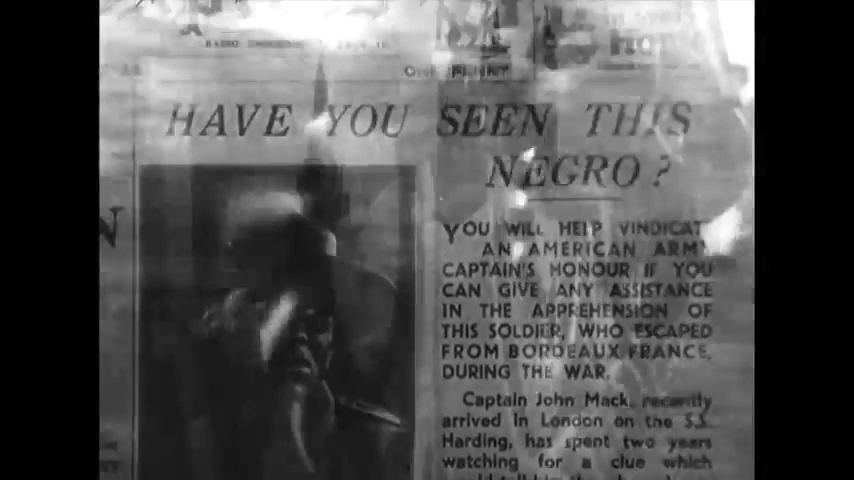 ONE PENNY
HAVE YOU SEEN THIS
NEGRO?
YOU WILL HELP VINDICAT
AN AMERICAN ARMY
CAPTAIN'S HONOUR IF YOU
CAN GIVE ANY ASSISTANCE
IN THE APPREHENSION OF
THIS SOLDIER, WHO ESCAPED
FROM BORDEAUX FRANCE,
DURING THE WAR.
Captain John Mack, recently
arrived in London on the S.S.
Harding, has spent two years
watching for a clue which